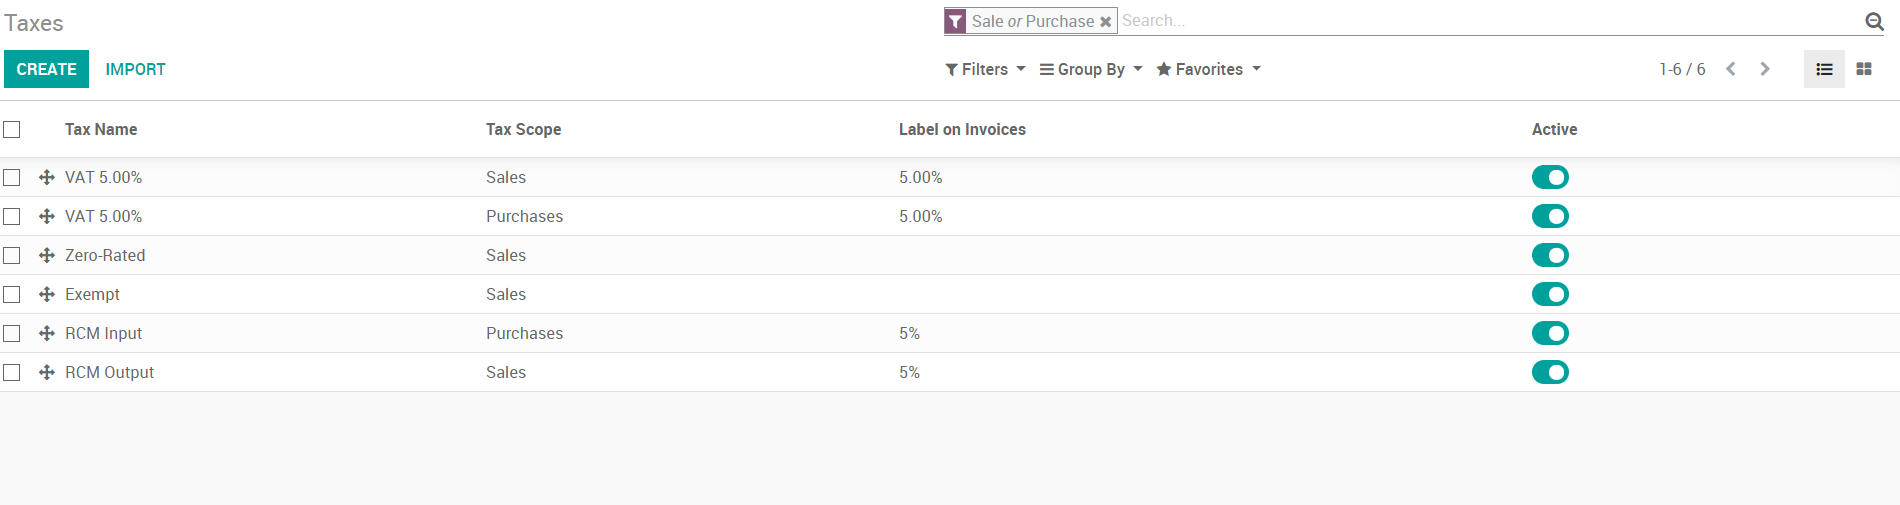 Taxes
Sale or Purchase Search...
CREATE IMPORT Filters Group By Favorites 1-6 / 6
Tax Name Tax Scope Label on Invoices Active
VAT 5.00% Sales 5.00%
VAT 5.00% Purchases 5.00%
Zero-Rated Sales
Exempt Sales
RCM Input Purchases 5%
RCM Output Sales 5%